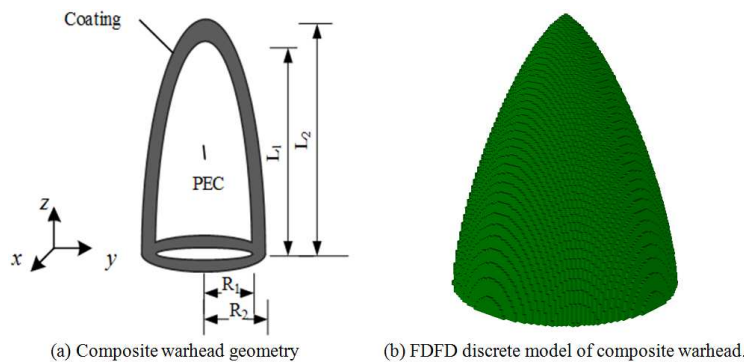 Coating
L₁
L₂
PEC
z
x
y
R₁
R₂
(a) Composite warhead geometry
(b) FDFD discrete model of composite warhead.